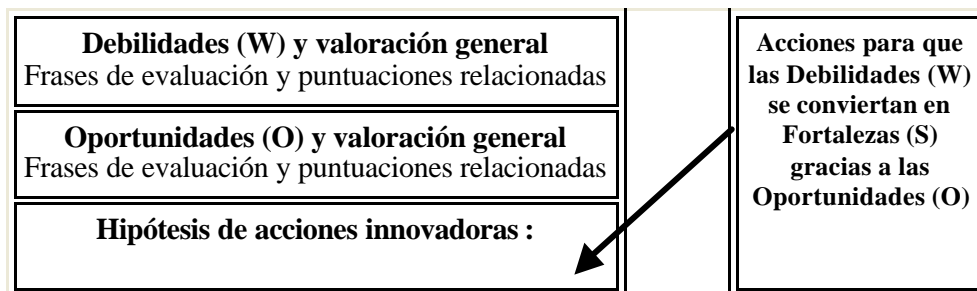 Debilidades (W) y valoración general
Frases de evaluación y puntuaciones relacionadas
Oportunidades (O) y valoración general
Frases de evaluación y puntuaciones relacionadas
Hipótesis de acciones innovadoras :
Acciones para que
las Debilidades (W)
se conviertan en
Fortalezas (S)
gracias a las
Oportunidades (O)